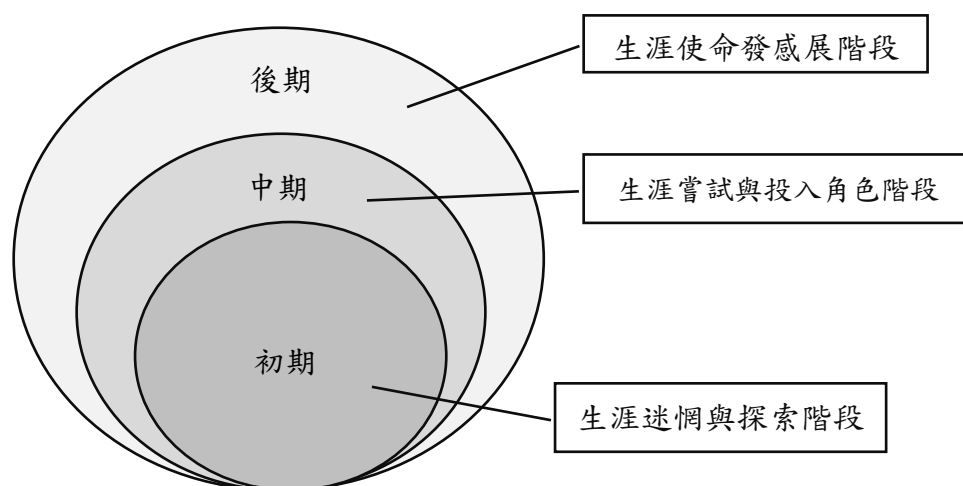 生涯使命發感展階段
後期
中期
生涯嘗試與投入角色階段
初期
生涯迷惘與探索階段